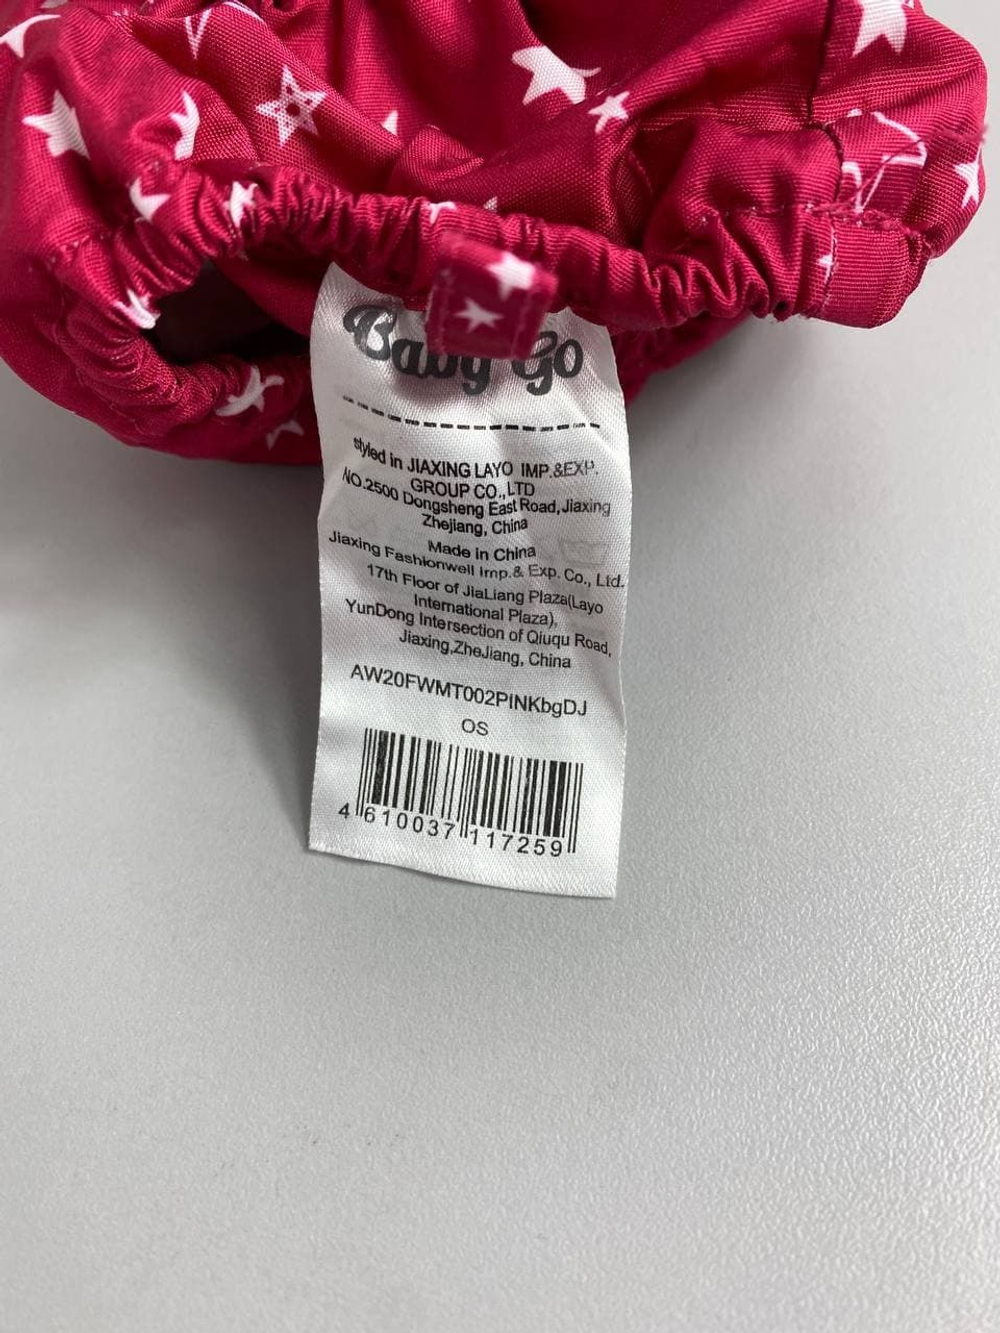 Baby Go
styled in JIAXING LAYO IMP.&EXP.
GROUP CO.,LTD
NO.2500 Dongsheng East Road,Jiaxing
Zhejiang, China
Made in China
Jiaxing Fashionwell Imp.& Exp. Co., Ltd.
17th Floor of JiaLiang Plaza(Layo
International Plaza),
YunDong Intersection of Qiuqu Road,
Jiaxing,ZheJiang, China
AW20FWMT002PINKbgDJ
OS
4 610037 117259